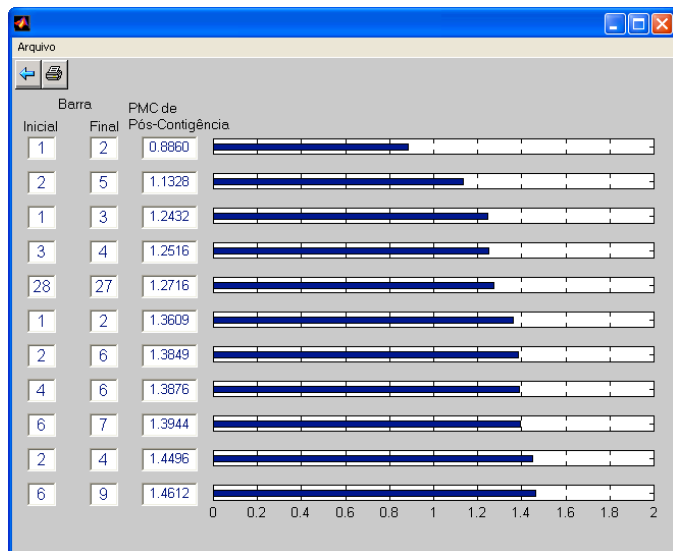 Arquivo
Barra PMC de
Inicial Final Pós-Contigência
1 2 0.8860
2 5 1.1328
1 3 1.2432
3 4 1.2516
28 27 1.2716
1 2 1.3609
2 6 1.3849
4 6 1.3876
6 7 1.3944
2 4 1.4496
6 9 1.4612
0 0.2 0.4 0.6 0.8 1 1.2 1.4 1.6 1.8 2